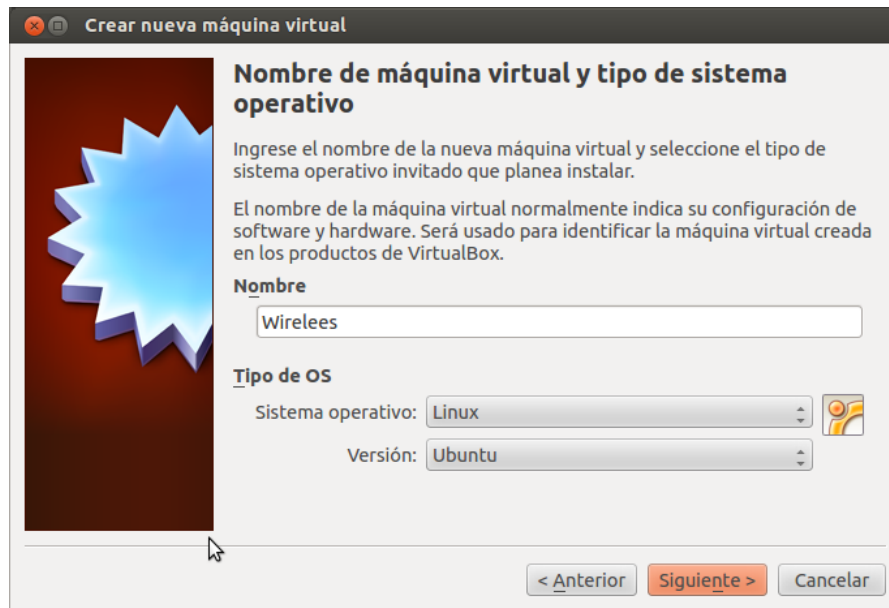 Crear nueva máquina virtual
Nombre de máquina virtual y tipo de sistema
operativo
Ingrese el nombre de la nueva máquina virtual y seleccione el tipo de
sistema operativo invitado que planea instalar.
El nombre de la máquina virtual normalmente indica su configuración de
software y hardware. Será usado para identificar la máquina virtual creada
en los productos de VirtualBox.
Nombre
Wirelees
Tipo de OS
Sistema operativo: Linux
Versión: Ubuntu
< Anterior Siguiente > Cancelar